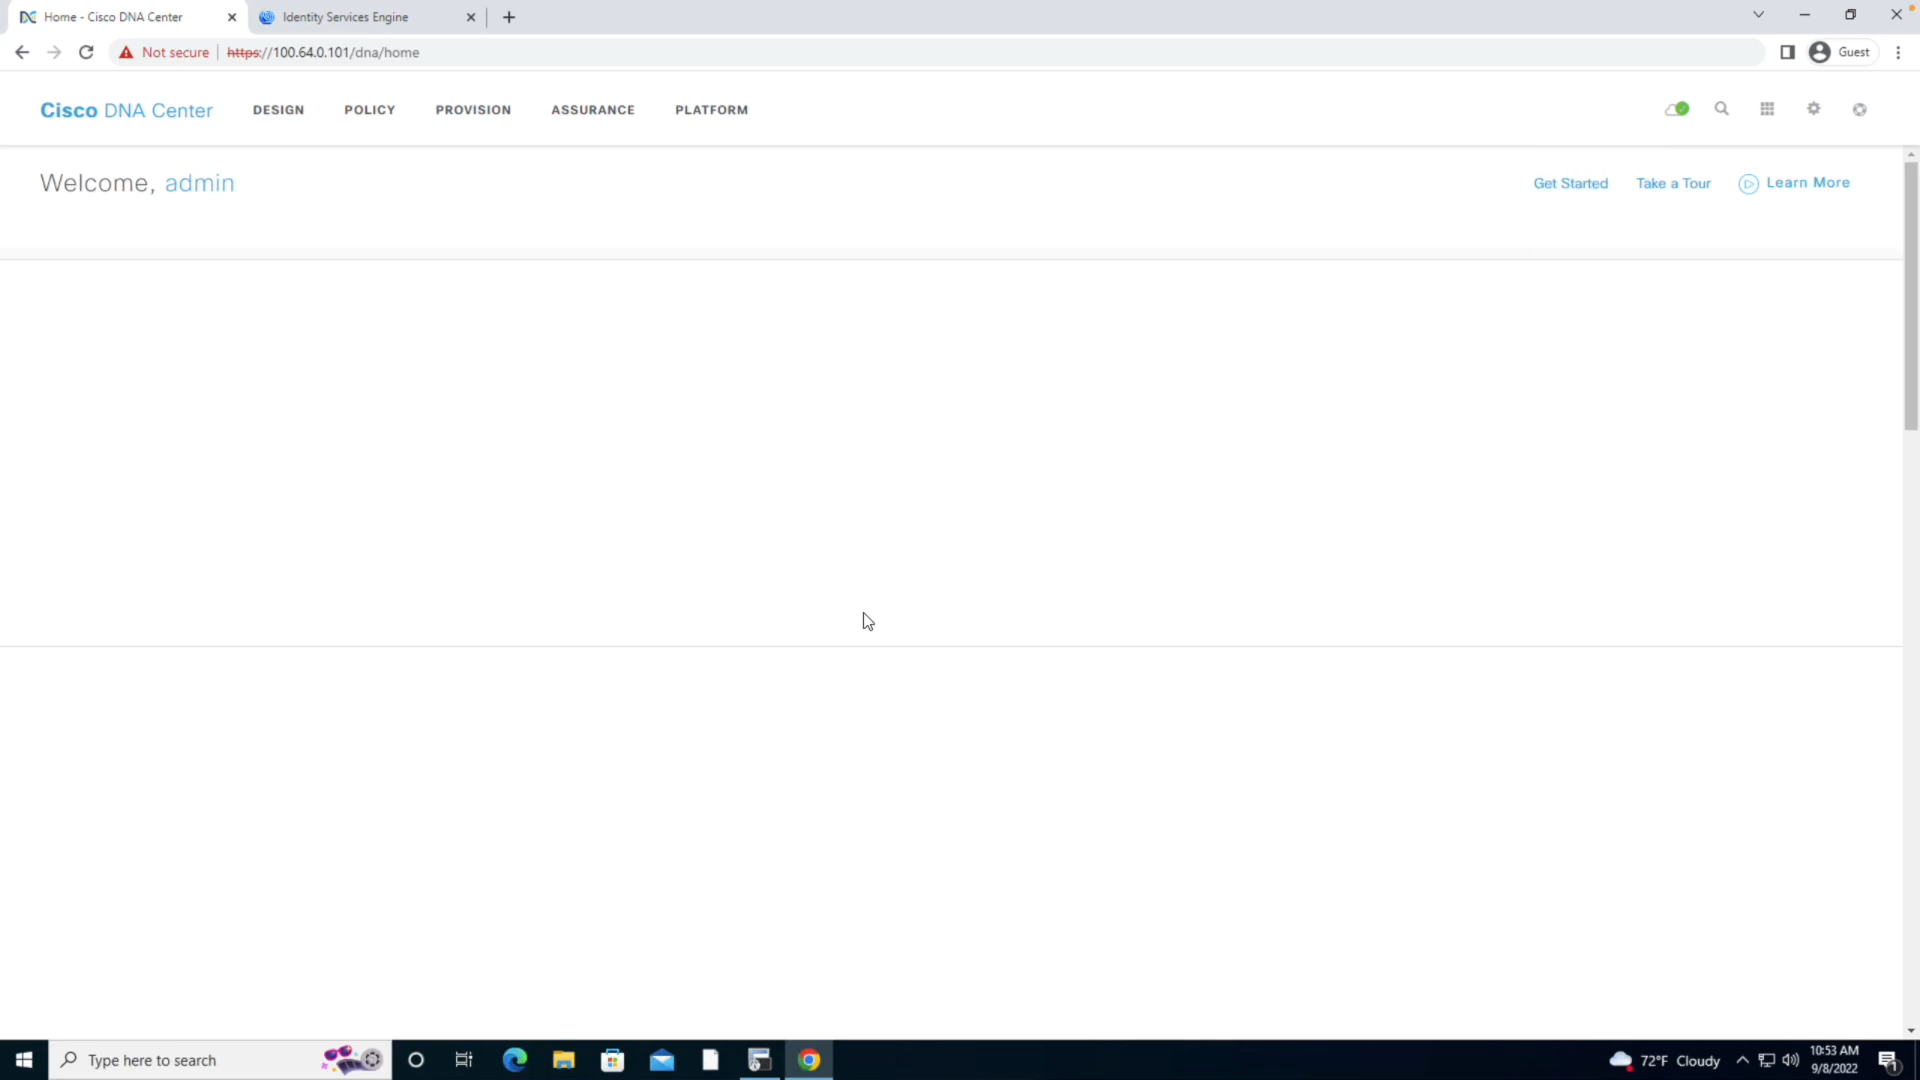 Home - Cisco DNA Center
Identity Services Engine
Not secure
https://100.64.0.101/dna/home
Guest
Cisco DNA Center
DESIGN
POLICY
PROVISION
ASSURANCE
PLATFORM
Welcome, admin
Get Started
Take a Tour
Learn More
Type here to search
72°F Cloudy
10:53 AM
9/8/2022
1